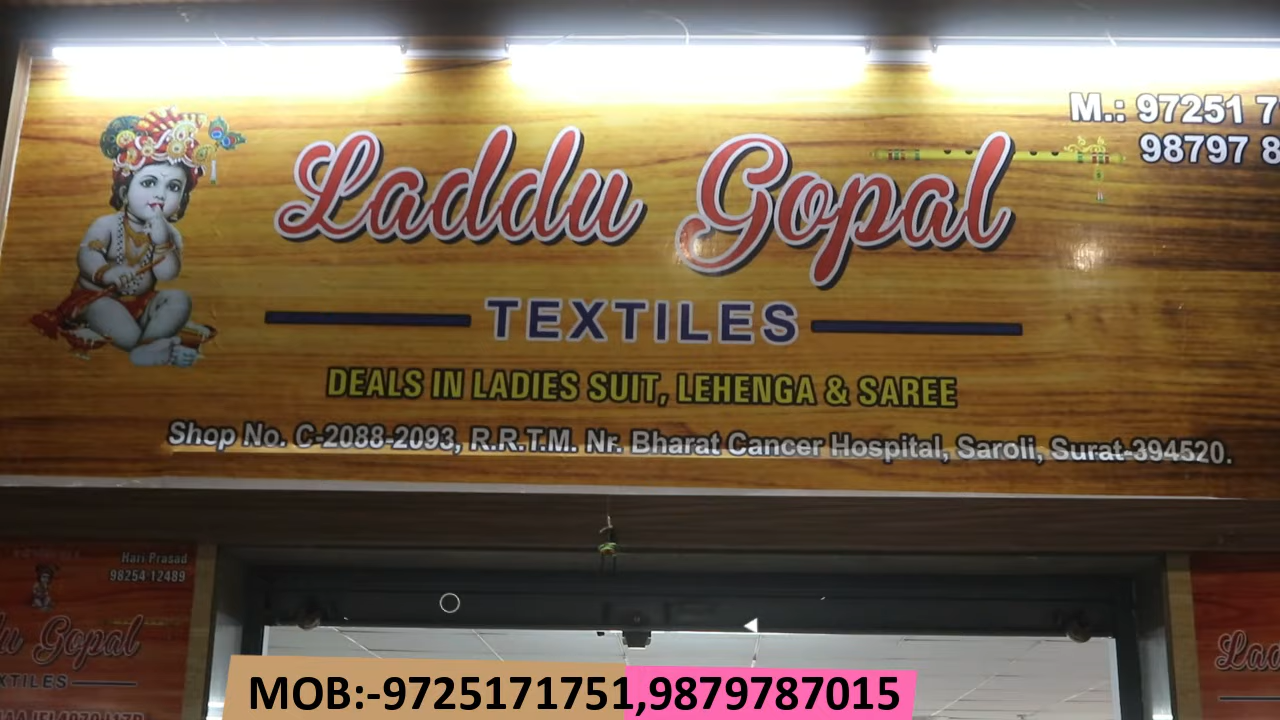 M.: 97251 7
98797 8
Laddu Gopal
TEXTILES
DEALS IN LADIES SUIT, LEHENGA & SAREE
Shop No. C-2088-2093, R.R.T.M. Nr. Bharat Cancer Hospital, Saroli, Surat-394520.
Hari Prasad
98254 12489
Gopal
MOB:-9725171751,9879787015